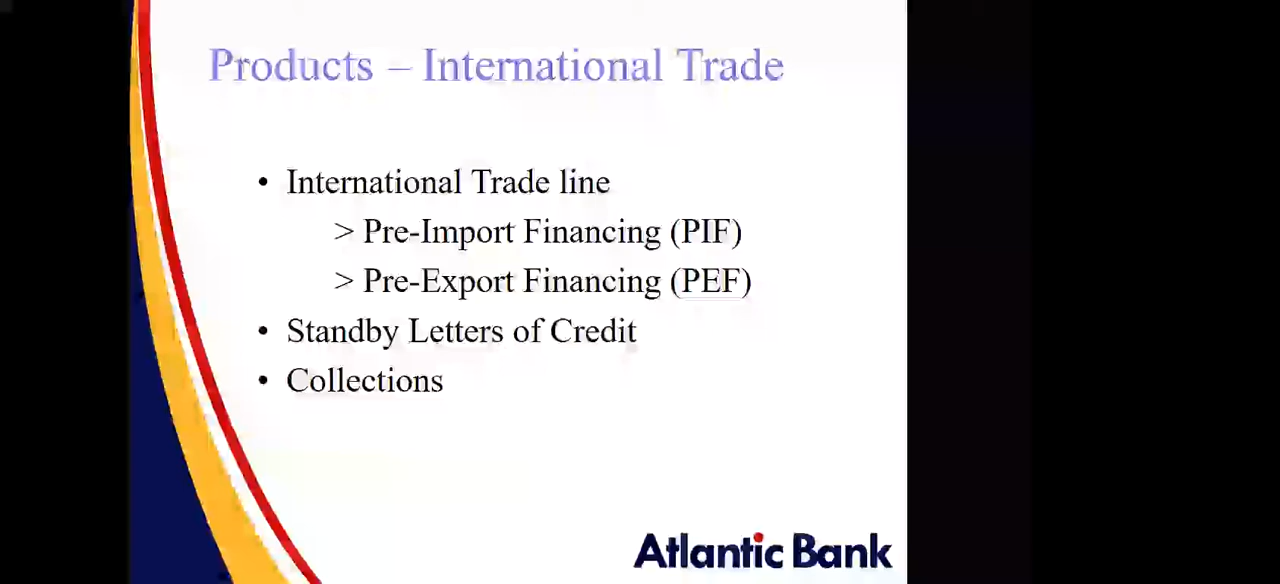 Products – International Trade
• International Trade line
> Pre-Import Financing (PIF)
> Pre-Export Financing (PEF)
• Standby Letters of Credit
• Collections
Atlantic Bank